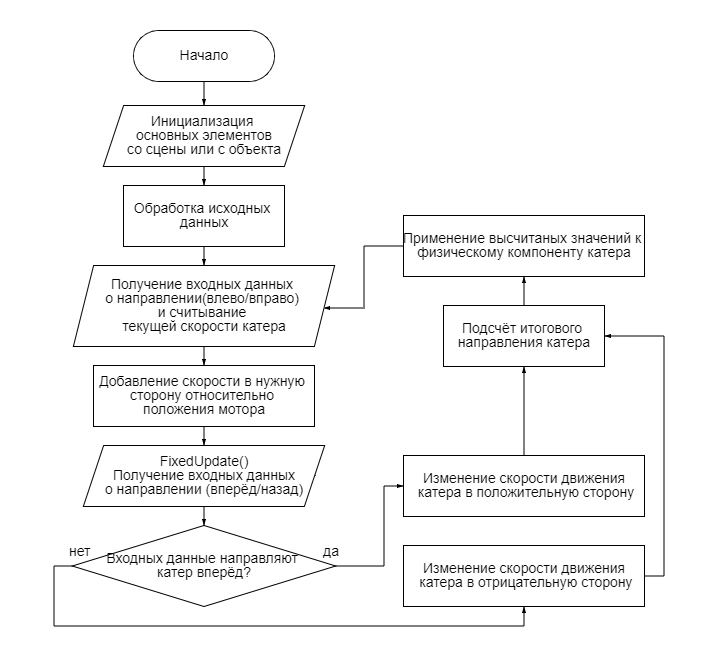 Начало
Инициализация
основных элементов
со сцены или с объекта
Обработка исходных
данных
Получение входных данных
о направлении(влево/вправо)
и считывание
текущей скорости катера
Добавление скорости в нужную
сторону относительно
положения мотора
FixedUpdate()
Получение входных данных
о направлении (вперёд/назад)
нет
да
Входных данные направляют
катер вперёд?
Применение высчитаных значений к
физическому компоненту катера
Подсчёт итогового
направления катера
Изменение скорости движения
катера в положительную сторону
Изменение скорости движения
катера в отрицательную сторону